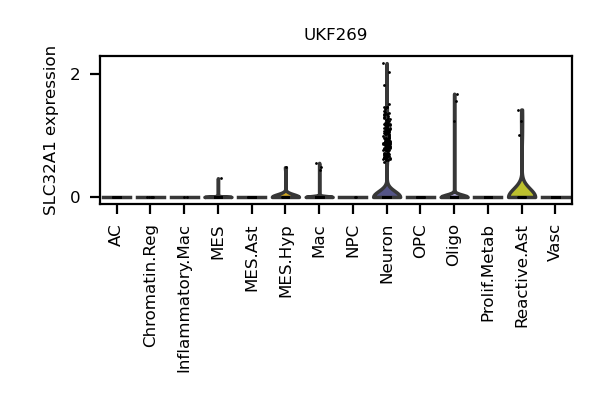 UKF269
SLC32A1 expression
2
0
AC
Chromatin.Reg
Inflammatory.Mac
MES
MES.Ast
MES.Hyp
Mac
NPC
Neuron
OPC
Oligo
Prolif.Metab
Reactive.Ast
Vasc